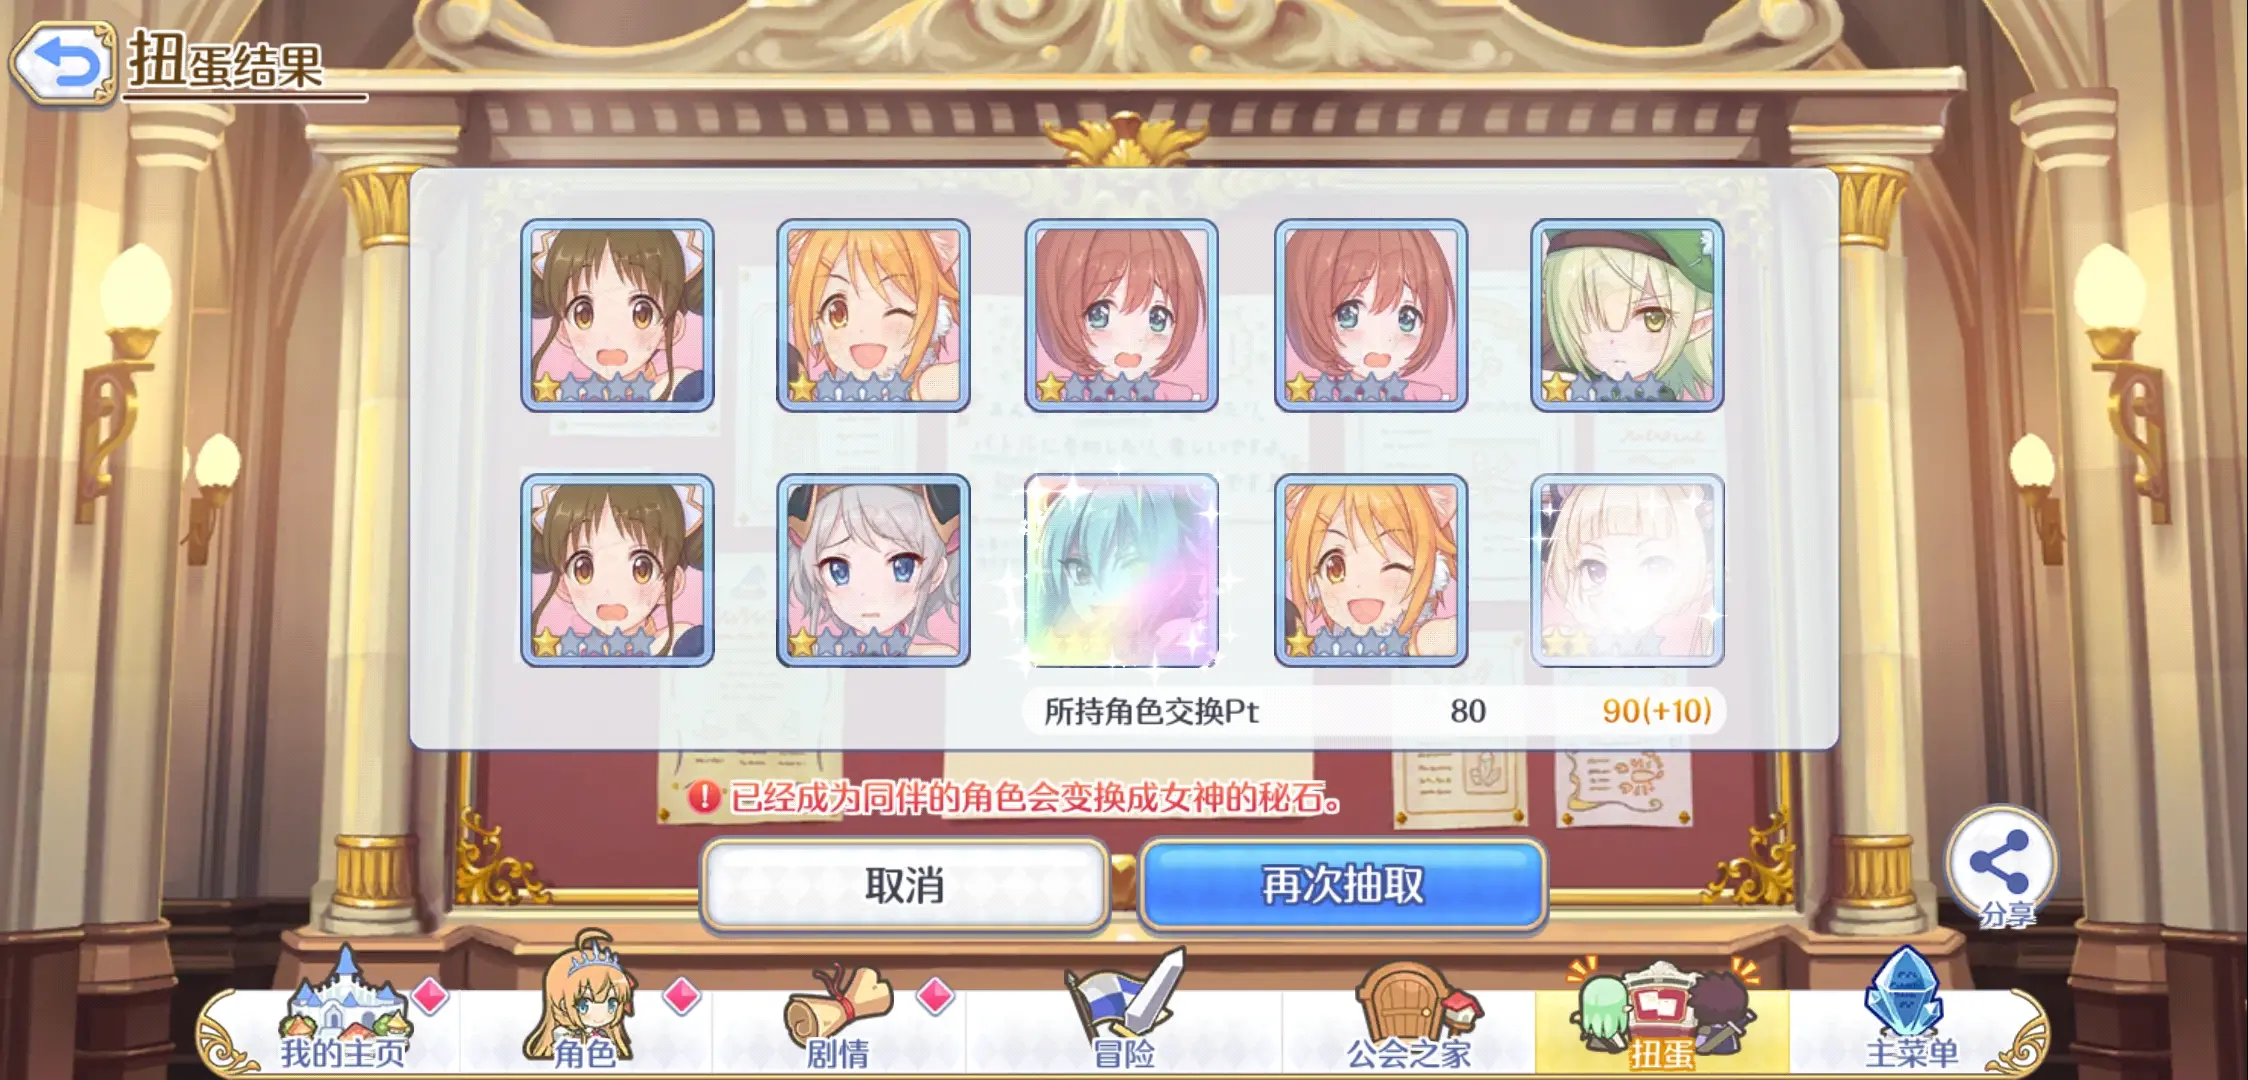 扭蛋结果
所持角色交换Pt 80 90(+10)
已经成为同伴的角色会变换成女神的秘石。
取消
再次抽取
分享
我的主页
角色
剧情
冒险
公会之家
扭蛋
主菜单